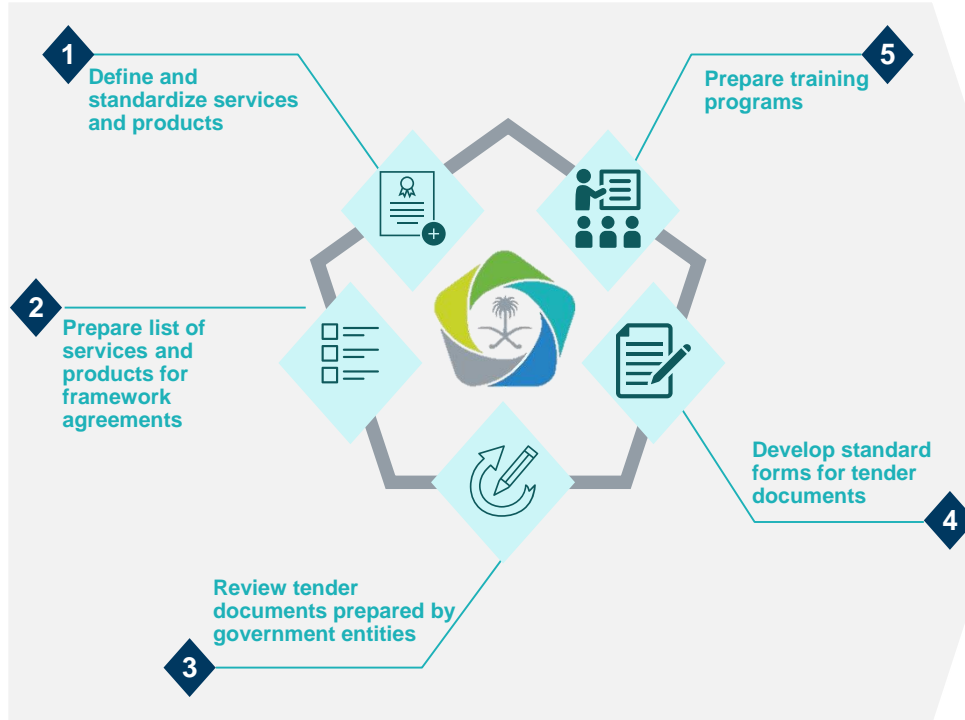 1
Define and
standardize services
and products
2
Prepare list of
services and
products for
framework
agreements
3
Review tender
documents prepared by
government entities
4
Develop standard
forms for tender
documents
5
Prepare training
programs